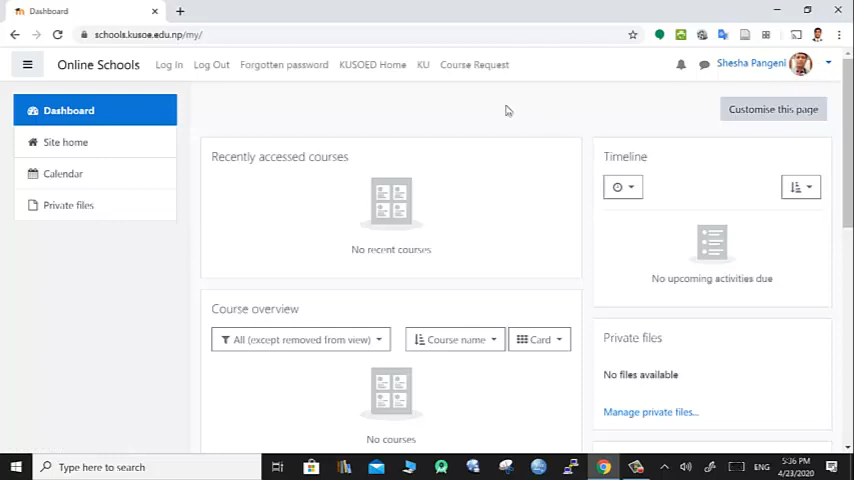 Dashboard
schools.kusoe.edu.np/my/
Online Schools
Log In
Log Out
Forgotten password
KUSOED Home
KU
Course Request
Shesha Pangeni
Dashboard
Site home
Calendar
Private files
Customise this page
Recently accessed courses
No recent courses
Course overview
All (except removed from view)
Course name
Card
No courses
Timeline
No upcoming activities due
Private files
No files available
Manage private files...
Type here to search
ENG
5:36 PM
4/23/2020